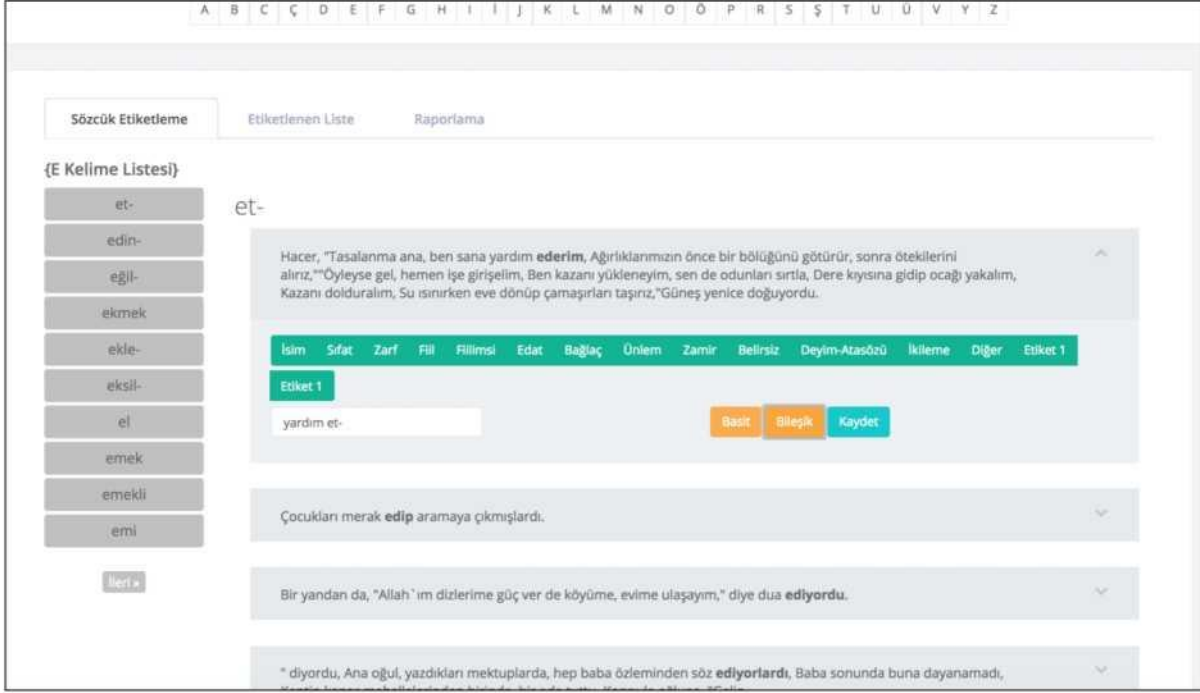 A B C Ç D E F G H I İ J K L M N O Ö P R S Ş T U Ü V Y Z
Sözcük Etiketleme Etiketlenen Liste Raporlama
{E Kelime Listesi}
et-
edin-
eğil-
ekmek
ekle-
eksil-
el
emek
emekli
emi
İleri »
et-
Hacer, "Tasalanma ana, ben sana yardım ederim, Ağırlıklarımızın önce bir bölüğünü götürür, sonra ötekilerini
alırız,""Öyleyse gel, hemen işe girişelim, Ben kazanı yükleneyim, sen de odunları sırtla, Dere kıyısına gidip ocağı yakalım,
Kazanı dolduralım, Su ısınırken eve dönüp çamaşırları taşırız,"Güneş yenice doğuyordu.
İsim Sıfat Zarf Fiil Fiilimsi Edat Bağlaç Ünlem Zamir Belirsiz Deyim-Atasözü İkileme Diğer Etiket 1
Etiket 1
yardım et- Basit Bileşik Kaydet
Çocukları merak edip aramaya çıkmışlardı.
Bir yandan da, "Allah`ım dizlerime güç ver de köyüme, evime ulaşayım," diye dua ediyordu.
" diyordu, Ana oğul, yazdıkları mektuplarda, hep baba özleminden söz ediyorlardı, Baba sonunda buna dayanamadı,